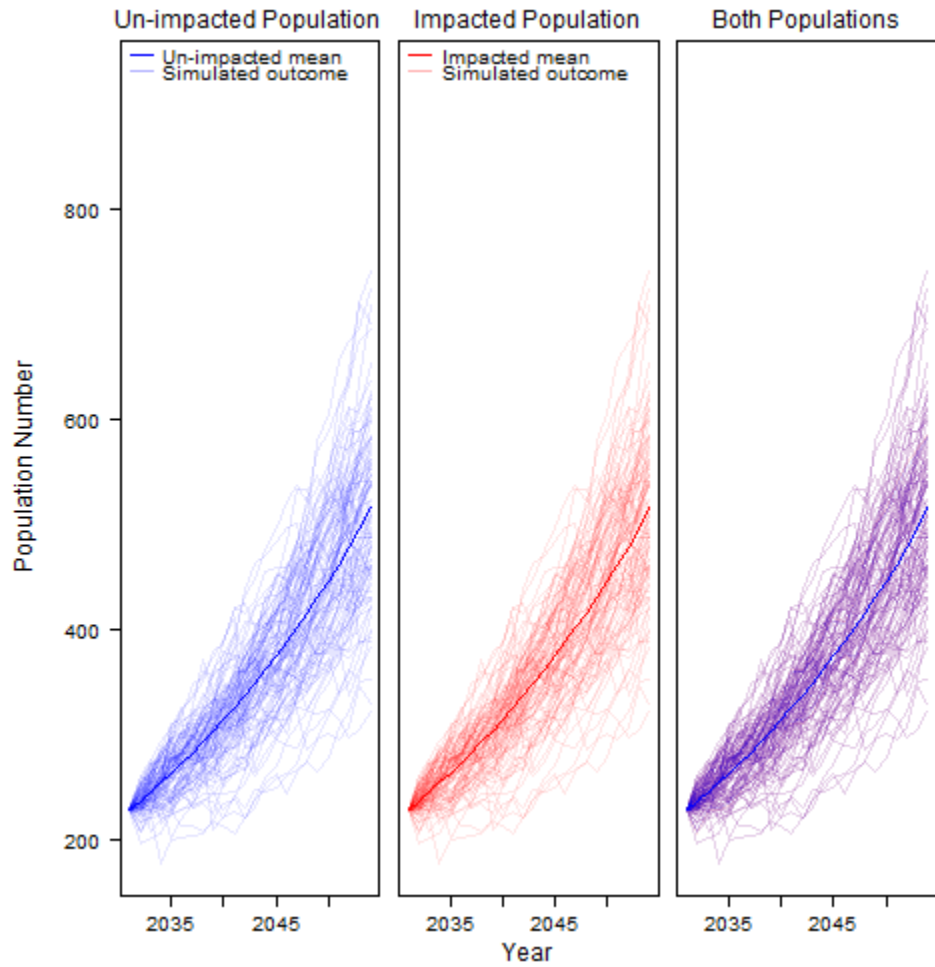 Un-impacted Population
Impacted Population
Both Populations
Un-impacted mean
Simulated outcome
Impacted mean
Simulated outcome
800
600
400
200
Population Number
2035
2045
2035
2045
2035
2045
Year